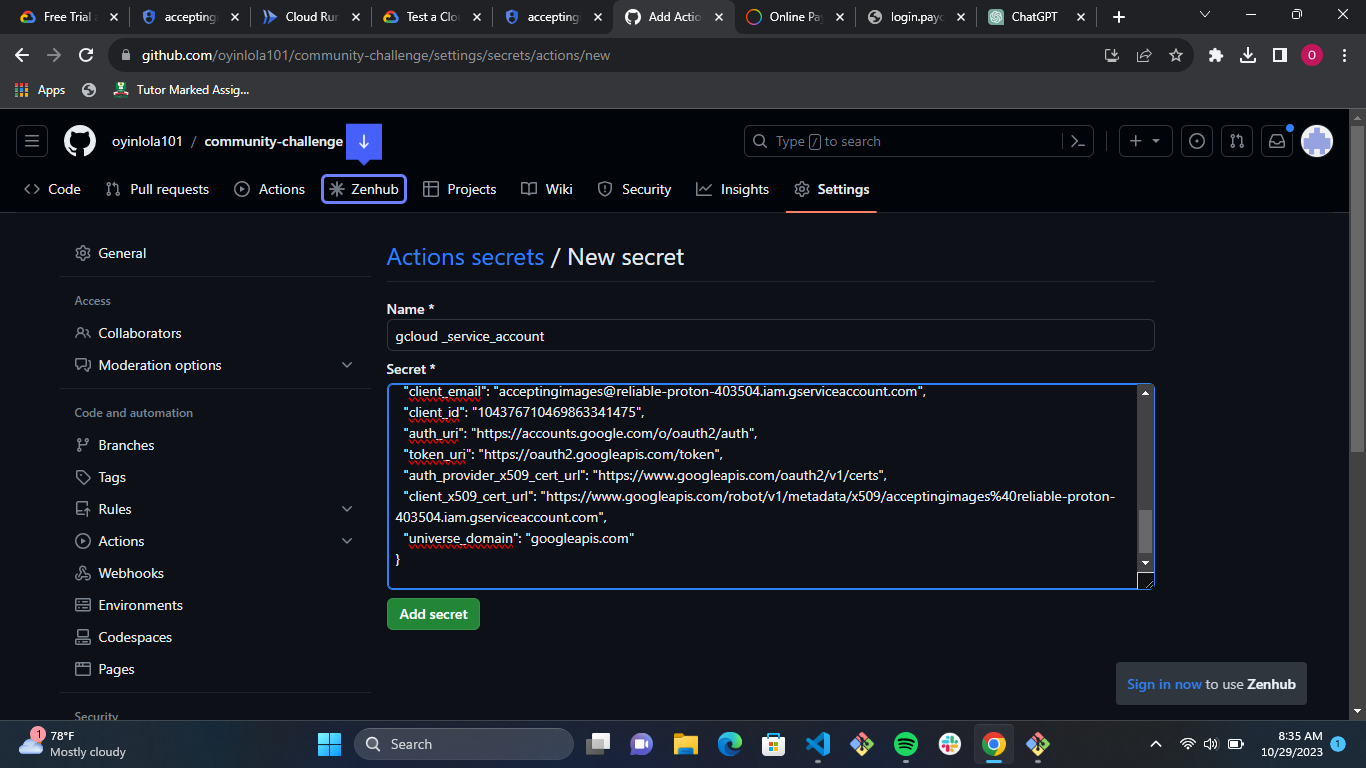 Free Trial a
accepting
Cloud Run
Test a Clo
accepting
Add Actio
Online Pay
login.payo
ChatGPT
github.com/oyinlola101/community-challenge/settings/secrets/actions/new
O
Apps
Tutor Marked Assig...
oyinlola101 / community-challenge
Type / to search
Code
Pull requests
Actions
Zenhub
Projects
Wiki
Security
Insights
Settings
General
Access
Collaborators
Moderation options
Code and automation
Branches
Tags
Rules
Actions
Webhooks
Environments
Codespaces
Pages
Security
Actions secrets / New secret
Name *
gcloud _service_account
Secret *
"client_email": "acceptingimages@reliable-proton-403504.iam.gserviceaccount.com",
"client_id": "104376710469863341475",
"auth_uri": "https://accounts.google.com/o/oauth2/auth",
"token_uri": "https://oauth2.googleapis.com/token",
"auth_provider_x509_cert_url": "https://www.googleapis.com/oauth2/v1/certs",
"client_x509_cert_url": "https://www.googleapis.com/robot/v1/metadata/x509/acceptingimages%40reliable-proton-
403504.iam.gserviceaccount.com",
"universe_domain": "googleapis.com"
}
Add secret
Sign in now to use Zenhub
1
78°F
Mostly cloudy
Search
8:35 AM
10/29/2023
1